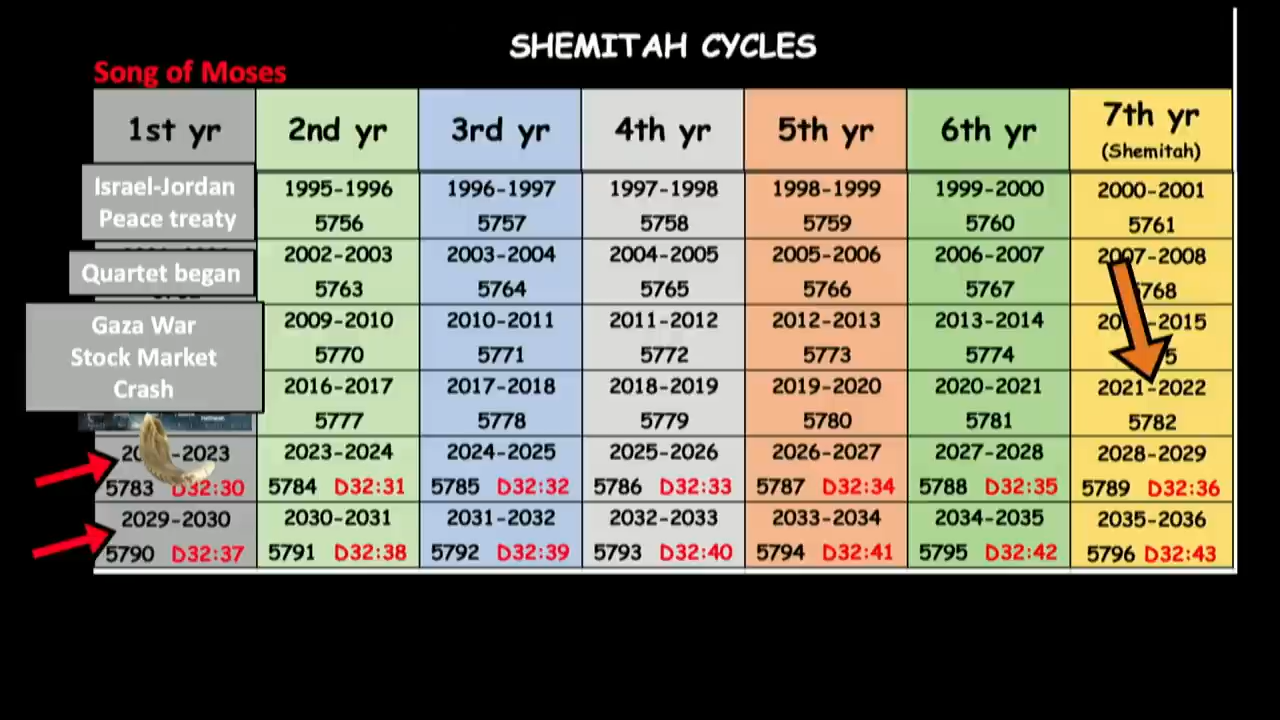 SHEMITAH CYCLES
Song of Moses
1st yr 2nd yr 3rd yr 4th yr 5th yr 6th yr 7th yr
(Shemitah)
Israel-Jordan
Peace treaty
1995-1996 1996-1997 1997-1998 1998-1999 1999-2000 2000-2001
5756 5757 5758 5759 5760 5761
Quartet began
2002-2003 2003-2004 2004-2005 2005-2006 2006-2007 2007-2008
5763 5764 5765 5766 5767 768
Gaza War
Stock Market
Crash
2009-2010 2010-2011 2011-2012 2012-2013 2013-2014 20 -2015
5770 5771 5772 5773 5774 5
2016-2017 2017-2018 2018-2019 2019-2020 2020-2021 2021-2022
5777 5778 5779 5780 5781 5782
20 -2023 2023-2024 2024-2025 2025-2026 2026-2027 2027-2028 2028-2029
5783 D32:30 5784 D32:31 5785 D32:32 5786 D32:33 5787 D32:34 5788 D32:35 5789 D32:36
2029-2030 2030-2031 2031-2032 2032-2033 2033-2034 2034-2035 2035-2036
5790 D32:37 5791 D32:38 5792 D32:39 5793 D32:40 5794 D32:41 5795 D32:42 5796 D32:43